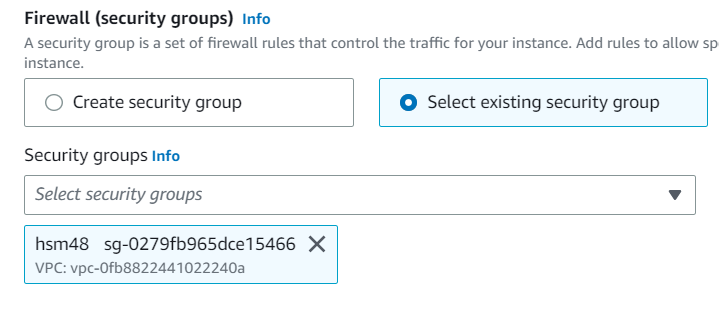 Firewall (security groups) Info
A security group is a set of firewall rules that control the traffic for your instance. Add rules to allow
instance.
Create security group
Select existing security group
Security groups Info
Select security groups
hsm48 sg-0279fb965dce15466
VPC: vpc-0fb8822441022240a